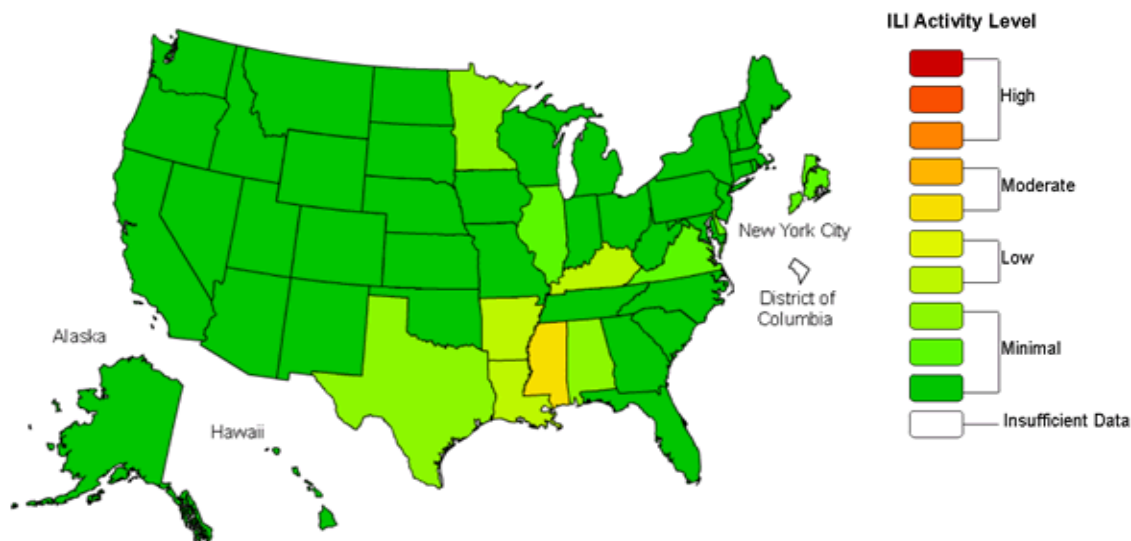 ILI Activity Level
High
Moderate
Low
Minimal
Insufficient Data
New York City
District of
Columbia
Alaska
Hawaii